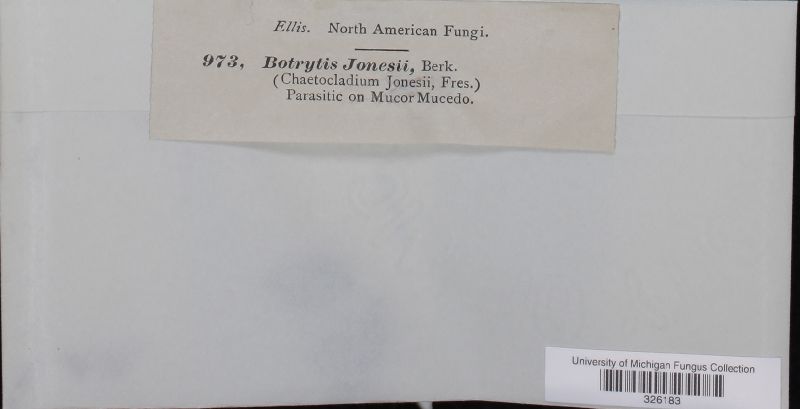 Ellis. North American Fungi.
973, Botrytis Jonesii, Berk.
(Chaetocladium Jonesii, Fres.)
Parasitic on Mucor Mucedo.
University of Michigan Fungus Collection
326183